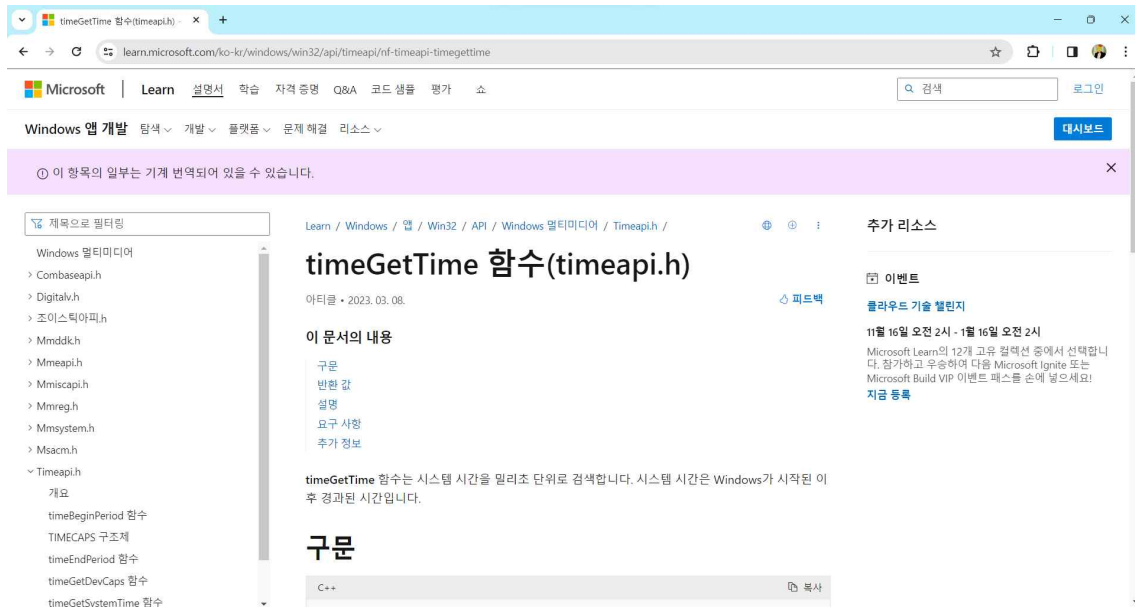 timeGetTime 함수(timeapi.h) -
learn.microsoft.com/ko-kr/windows/win32/api/timeapi/nf-timeapi-timegettime
Microsoft Learn 설명서 학습 자격 증명 Q&A 코드 샘플 평가 쇼 검색 로그인
Windows 앱 개발 탐색 개발 플랫폼 문제 해결 리소스 대시보드
이 항목의 일부는 기계 번역되어 있을 수 있습니다.
제목으로 필터링
Windows 멀티미디어
Combaseapi.h
Digitalv.h
조이스틱아피.h
Mmddk.h
Mmeapi.h
Mmiscapi.h
Mmreg.h
Mmsystem.h
Msacm.h
Timeapi.h
개요
timeBeginPeriod 함수
TIMECAPS 구조체
timeEndPeriod 함수
timeGetDevCaps 함수
timeGetSystemTime 함수
Learn / Windows / 앱 / Win32 / API / Windows 멀티미디어 / Timeapi.h /
timeGetTime 함수(timeapi.h)
아티클 • 2023. 03. 08.
피드백
이 문서의 내용
구문
반환 값
설명
요구 사항
추가 정보
timeGetTime 함수는 시스템 시간을 밀리초 단위로 검색합니다. 시스템 시간은 Windows가 시작된 이
후 경과된 시간입니다.
구문
C++ 복사
추가 리소스
이벤트
클라우드 기술 챌린지
11월 16일 오전 2시 - 1월 16일 오전 2시
Microsoft Learn의 12개 고유 컬렉션 중에서 선택합니
다. 참가하고 우승하여 다음 Microsoft Ignite 또는
Microsoft Build VIP 이벤트 패스를 손에 넣으세요!
지금 등록